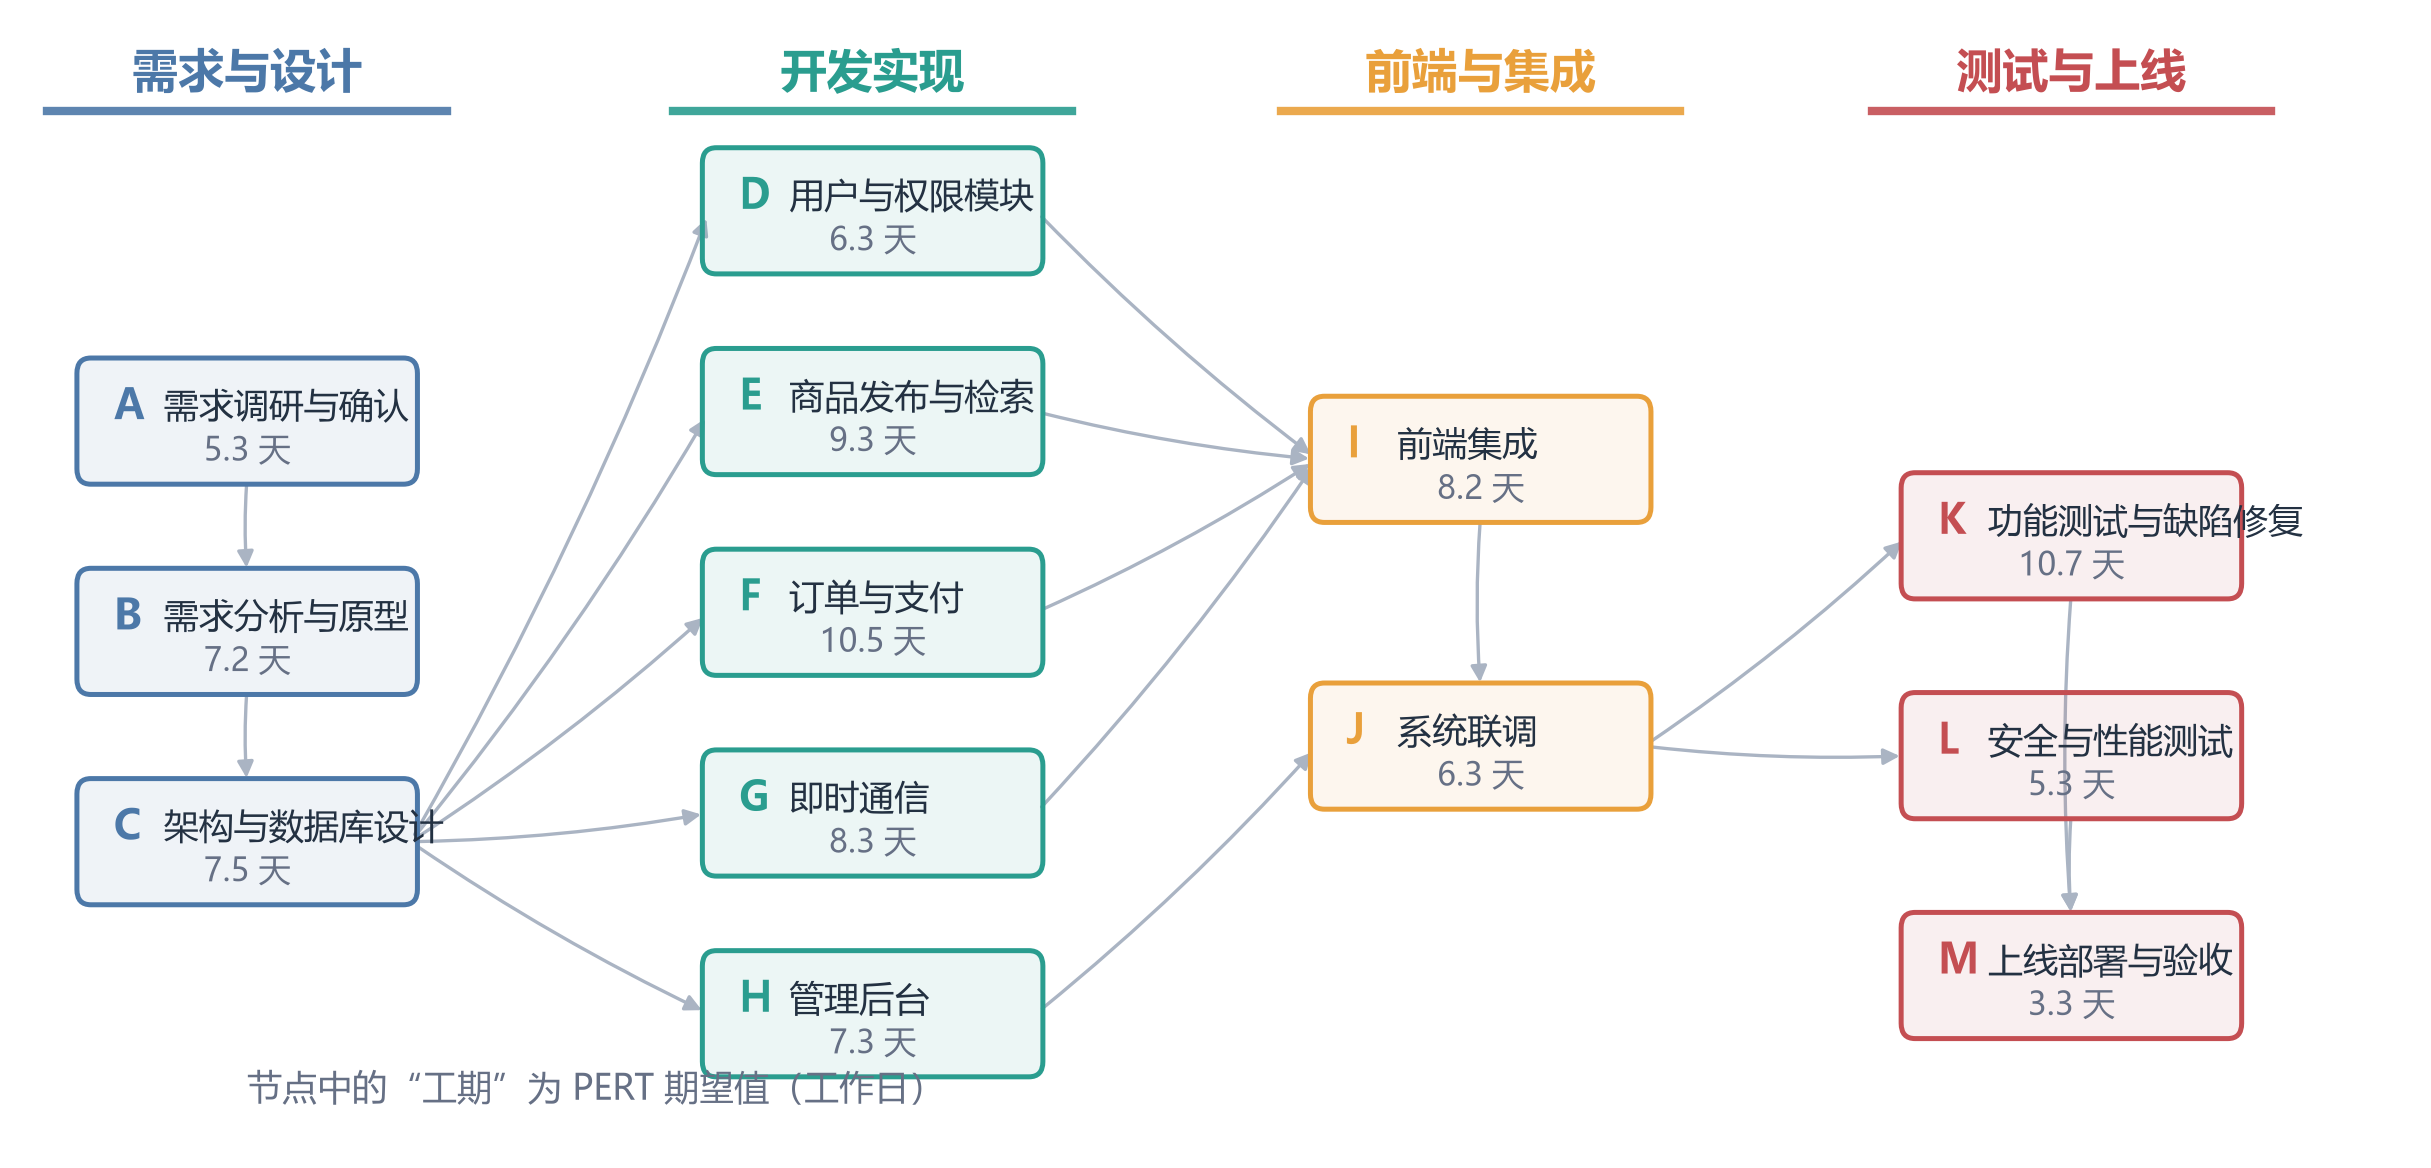 需求与设计
A 需求调研与确认
5.3 天
B 需求分析与原型
7.2 天
C 架构与数据库设计
7.5 天
开发实现
D 用户与权限模块
6.3 天
E 商品发布与检索
9.3 天
F 订单与支付
10.5 天
G 即时通信
8.3 天
H 管理后台
7.3 天
前端与集成
I 前端集成
8.2 天
J 系统联调
6.3 天
测试与上线
K 功能测试与缺陷修复
10.7 天
L 安全与性能测试
5.3 天
M 上线部署与验收
3.3 天
节点中的“工期”为 PERT 期望值（工作日）